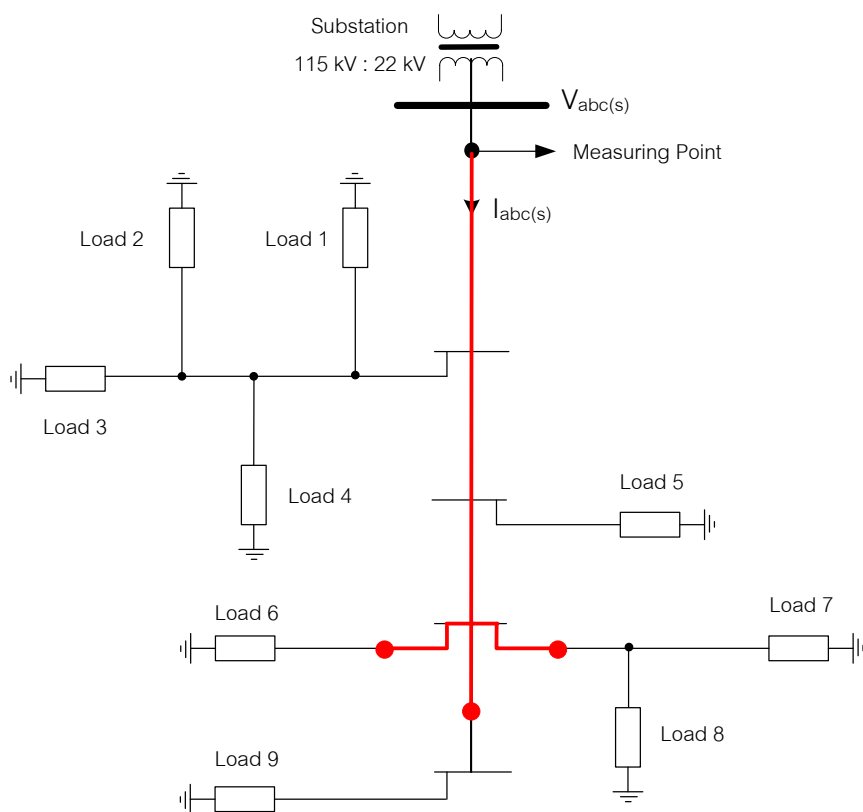 Substation
115 kV : 22 kV
Vabc(s)
Measuring Point
Iabc(s)
Load 2
Load 1
Load 3
Load 4
Load 5
Load 6
Load 7
Load 8
Load 9